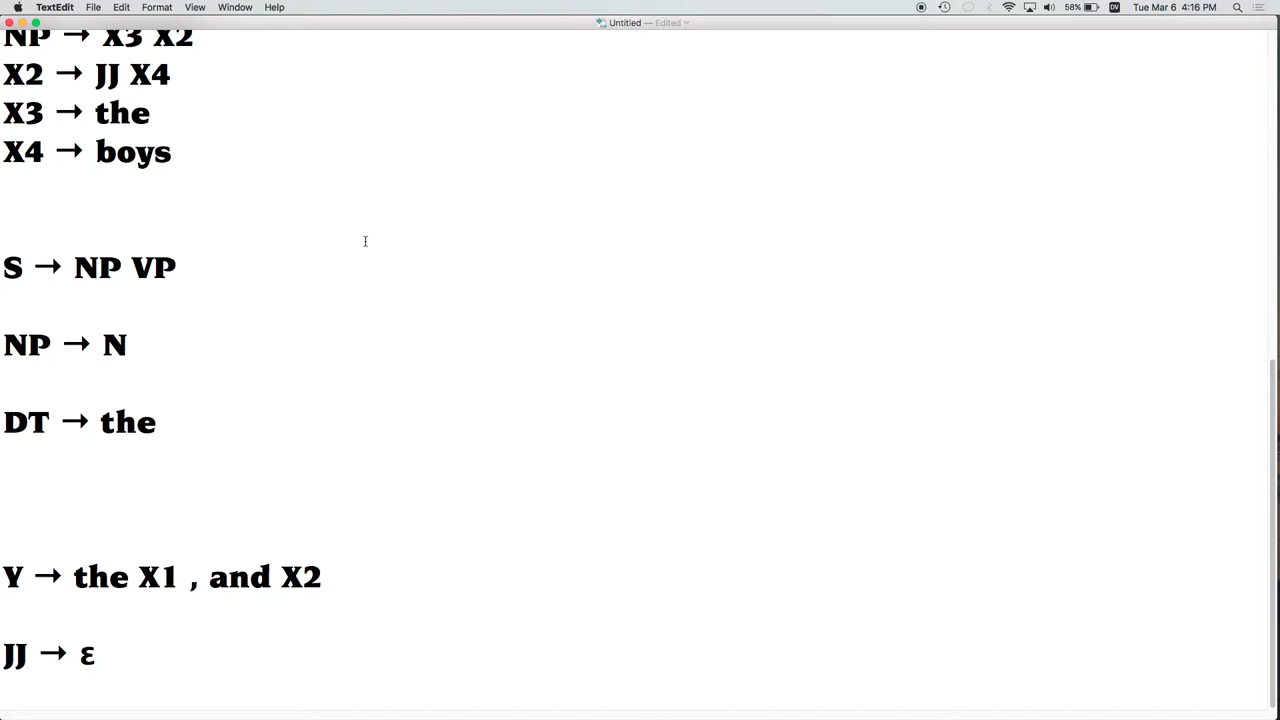 TextEdit File Edit Format View Window Help 58% DV Tue Mar 6 4:16 PM
Untitled — Edited
NP → X3 X2
X2 → JJ X4
X3 → the
X4 → boys
S → NP VP
NP → N
DT → the
Y → the X1 , and X2
JJ → ε